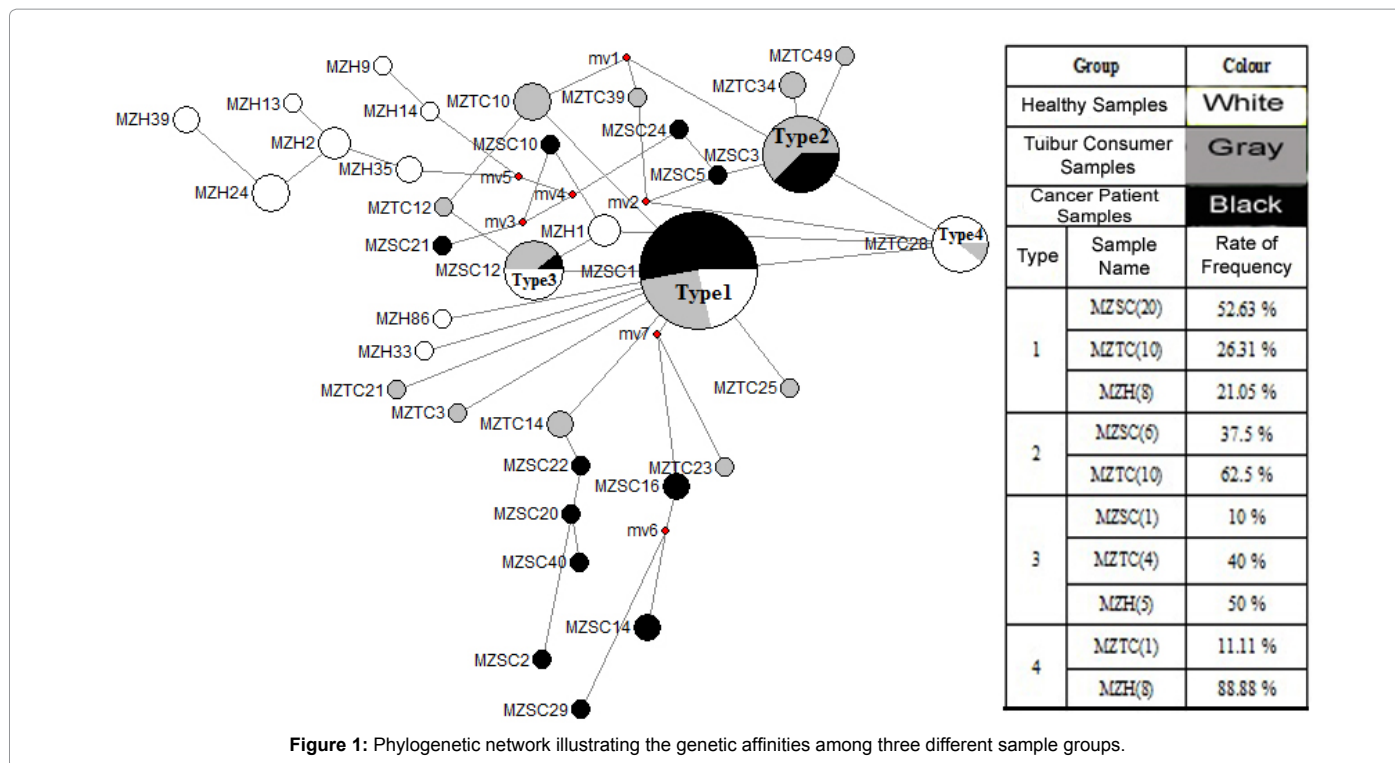 mv1
MZTC49
MZH9
MZTC34
MZH13
MZTC10
MZTC39
MZH39
MZH14
MZH2
MZSC10
MZSC24
Type2
MZSC3
MZH35
mv5
MZSC5
MZH24
mv4
mv2
MZTC12
mv3
MZH1
Type4
MZSC21
MZTC28
MZSC12
MZSC1
Type3
Type1
MZH86
mv7
MZH33
MZTC21
MZTC25
MZTC3
MZTC14
MZSC22
MZTC23
MZSC16
MZSC20
mv6
MZSC40
MZSC14
MZSC2
MZSC29
Group Colour
Healthy Samples White
Tuibur Consumer Gray
Samples
Cancer Patient Black
Samples
Type Sample Rate of
Name Frequency
1 MZSC(20) 52.63 %
MZTC(10) 26.31 %
MZH(8) 21.05 %
2 MZSC(6) 37.5 %
MZTC(10) 62.5 %
3 MZSC(1) 10 %
MZTC(4) 40 %
MZH(5) 50 %
4 MZTC(1) 11.11 %
MZH(8) 88.88 %
Figure 1: Phylogenetic network illustrating the genetic affinities among three different sample groups.